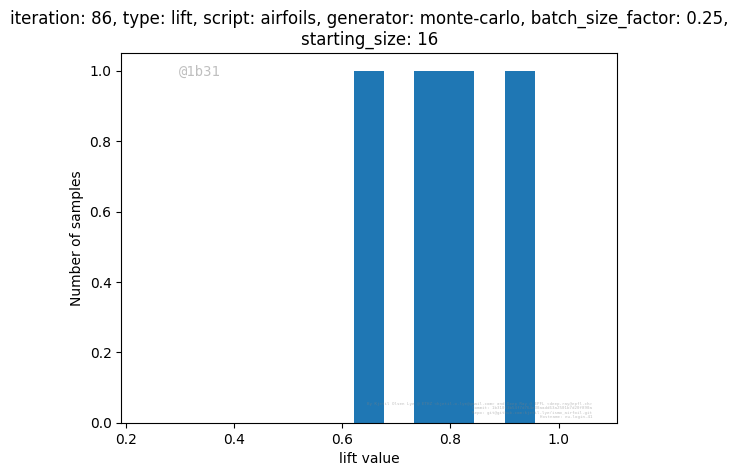 iteration: 86, type: lift, script: airfoils, generator: monte-carlo, batch_size_factor: 0.25,
starting_size: 16
@1b31
1.0
0.8
0.6
0.4
0.2
0.0
Number of samples
0.2 0.4 0.6 0.8 1.0
lift value